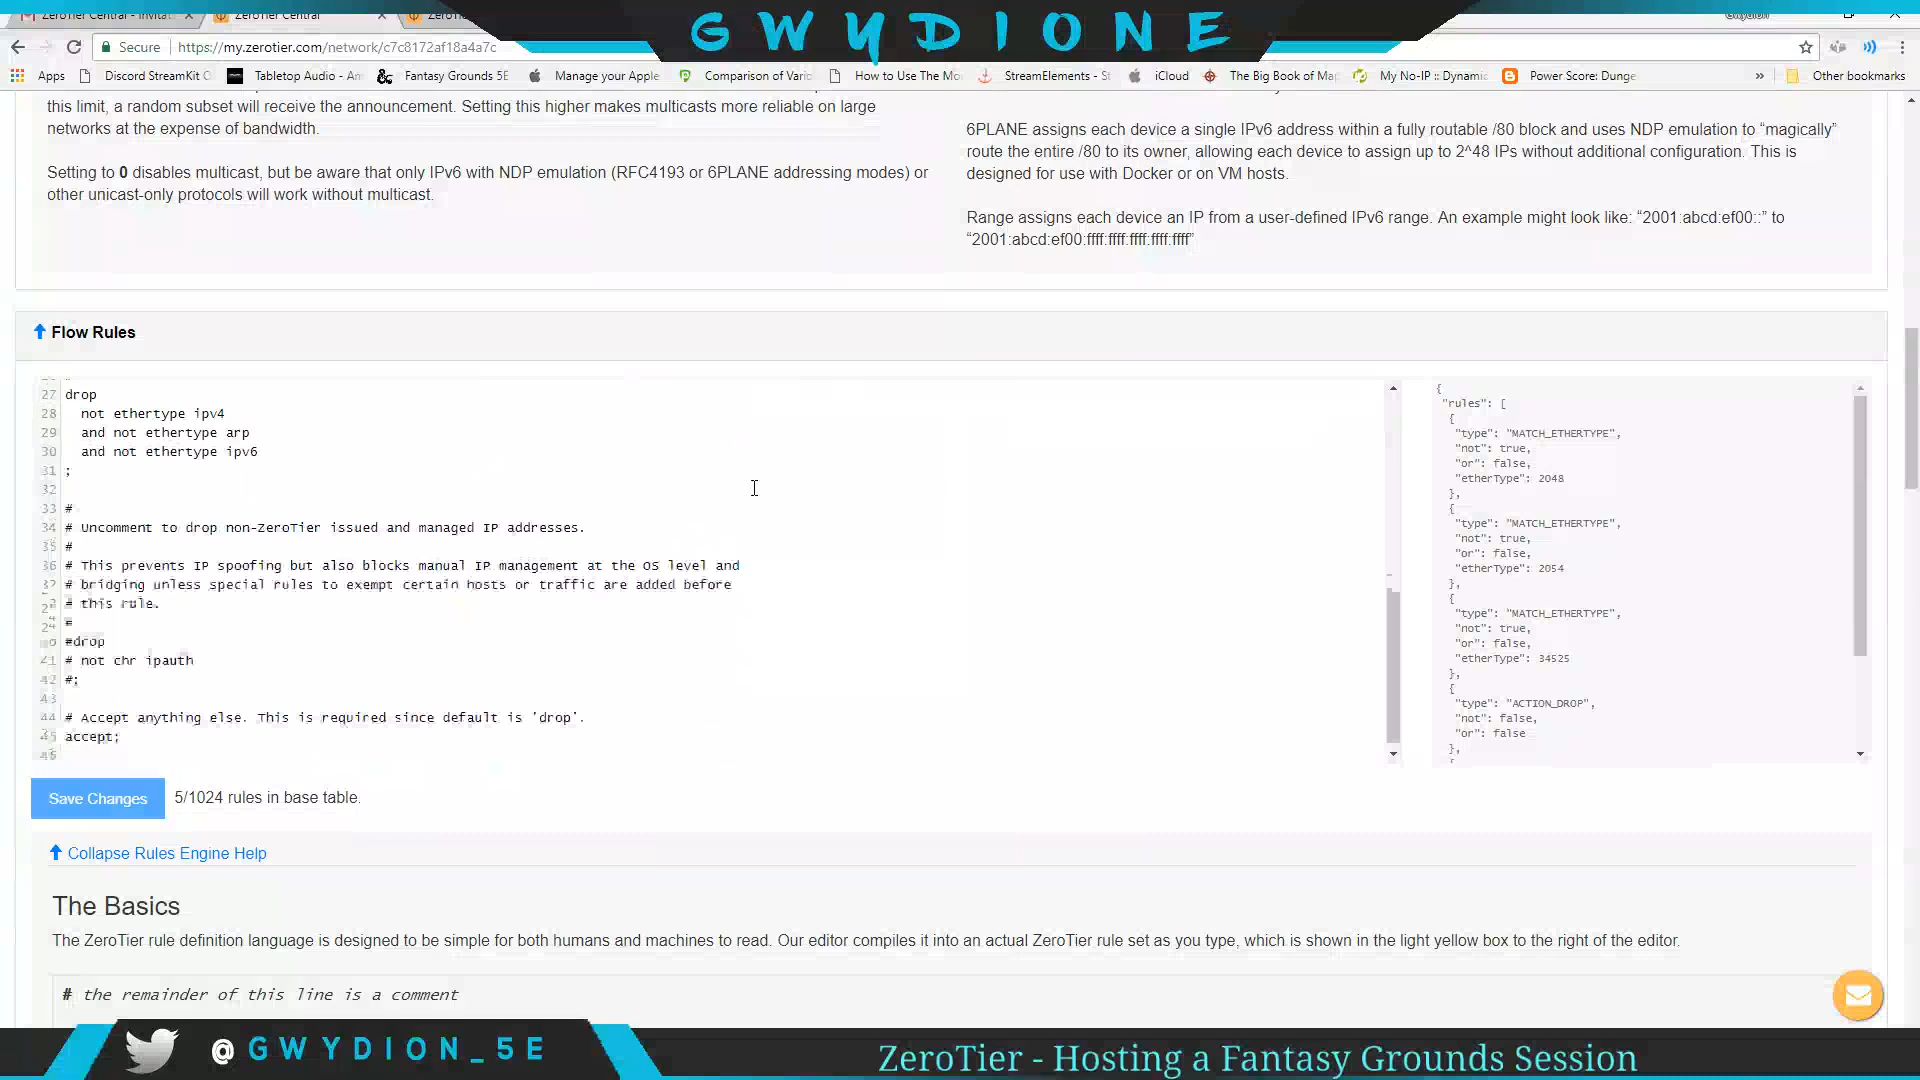 GWYDIONE
ZeroTier Central - Invitat
ZeroTier Central
ZeroTie
Gwydion
Secure
https://my.zerotier.com/network/c7c8172af18a4a7c
Apps
Discord StreamKit O
Tabletop Audio - Am
Fantasy Grounds 5E
Manage your Apple
Comparison of Vario
How to Use The Mo
StreamElements - St
iCloud
The Big Book of Map
My No-IP :: Dynamic
Power Score: Dunge
»
Other bookmarks
this limit, a random subset will receive the announcement. Setting this higher makes multicasts more reliable on large
networks at the expense of bandwidth.
Setting to 0 disables multicast, but be aware that only IPv6 with NDP emulation (RFC4193 or 6PLANE addressing modes) or
other unicast-only protocols will work without multicast.
6PLANE assigns each device a single IPv6 address within a fully routable /80 block and uses NDP emulation to “magically”
route the entire /80 to its owner, allowing each device to assign up to 2^48 IPs without additional configuration. This is
designed for use with Docker or on VM hosts.
Range assigns each device an IP from a user-defined IPv6 range. An example might look like: “2001:abcd:ef00::” to
“2001:abcd:ef00:ffff:ffff:ffff:ffff:ffff”
Flow Rules
27 drop
28 not ethertype ipv4
29 and not ethertype arp
30 and not ethertype ipv6
31 ;
32
33 #
34 # Uncomment to drop non-ZeroTier issued and managed IP addresses.
35 #
36 # This prevents IP spoofing but also blocks manual IP management at the OS level and
# bridging unless special rules to exempt certain hosts or traffic are added before
# this rule.
#
#drop
41 # not chr ipauth
42 #;
43
44 # Accept anything else. This is required since default is 'drop'.
45 accept;
46
{
"rules": [
{
"type": "MATCH_ETHERTYPE",
"not": true,
"or": false,
"etherType": 2048
},
{
"type": "MATCH_ETHERTYPE",
"not": true,
"or": false,
"etherType": 2054
},
{
"type": "MATCH_ETHERTYPE",
"not": true,
"or": false,
"etherType": 34525
},
{
"type": "ACTION_DROP",
"not": false,
"or": false
},
Save Changes
5/1024 rules in base table.
Collapse Rules Engine Help
The Basics
The ZeroTier rule definition language is designed to be simple for both humans and machines to read. Our editor compiles it into an actual ZeroTier rule set as you type, which is shown in the light yellow box to the right of the editor.
# the remainder of this line is a comment
@GWYDION_5E
ZeroTier - Hosting a Fantasy Grounds Session